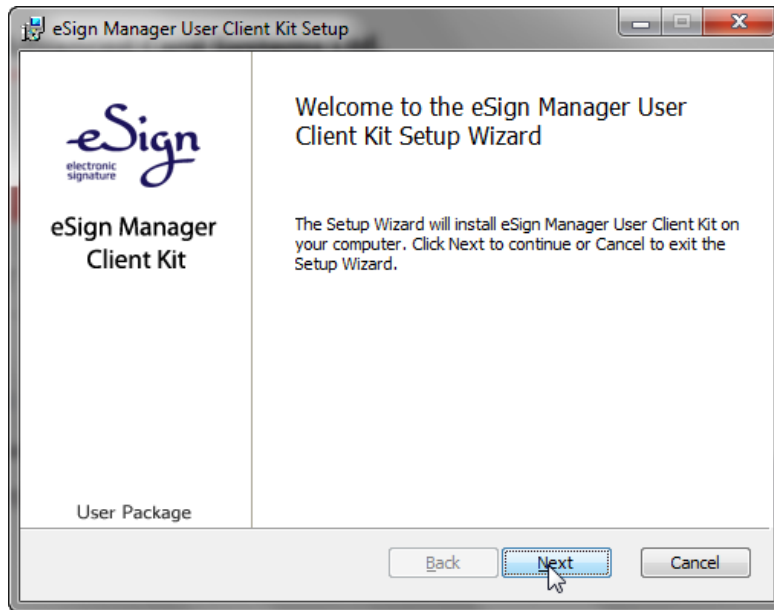 eSign Manager User Client Kit Setup
eSign
electronic
signature
eSign Manager
Client Kit
User Package
Welcome to the eSign Manager User
Client Kit Setup Wizard
The Setup Wizard will install eSign Manager User Client Kit on
your computer. Click Next to continue or Cancel to exit the
Setup Wizard.
Back
Next
Cancel